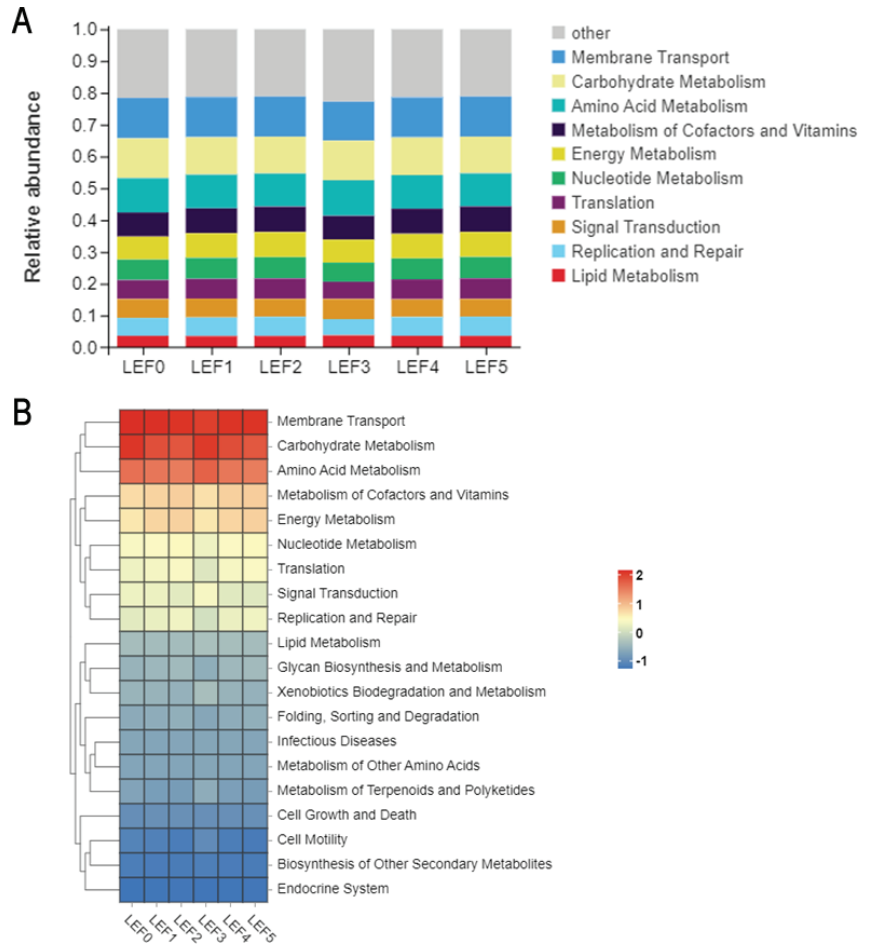 A
Relative abundance
1.0
0.9
0.8
0.7
0.6
0.5
0.4
0.3
0.2
0.1
0.0
LEF0 LEF1 LEF2 LEF3 LEF4 LEF5
other
Membrane Transport
Carbohydrate Metabolism
Amino Acid Metabolism
Metabolism of Cofactors and Vitamins
Energy Metabolism
Nucleotide Metabolism
Translation
Signal Transduction
Replication and Repair
Lipid Metabolism
B
Membrane Transport
Carbohydrate Metabolism
Amino Acid Metabolism
Metabolism of Cofactors and Vitamins
Energy Metabolism
Nucleotide Metabolism
Translation
Signal Transduction
Replication and Repair
Lipid Metabolism
Glycan Biosynthesis and Metabolism
Xenobiotics Biodegradation and Metabolism
Folding, Sorting and Degradation
Infectious Diseases
Metabolism of Other Amino Acids
Metabolism of Terpenoids and Polyketides
Cell Growth and Death
Cell Motility
Biosynthesis of Other Secondary Metabolites
Endocrine System
LEF0 LEF1 LEF2 LEF3 LEF4 LEF5
2
1
0
-1